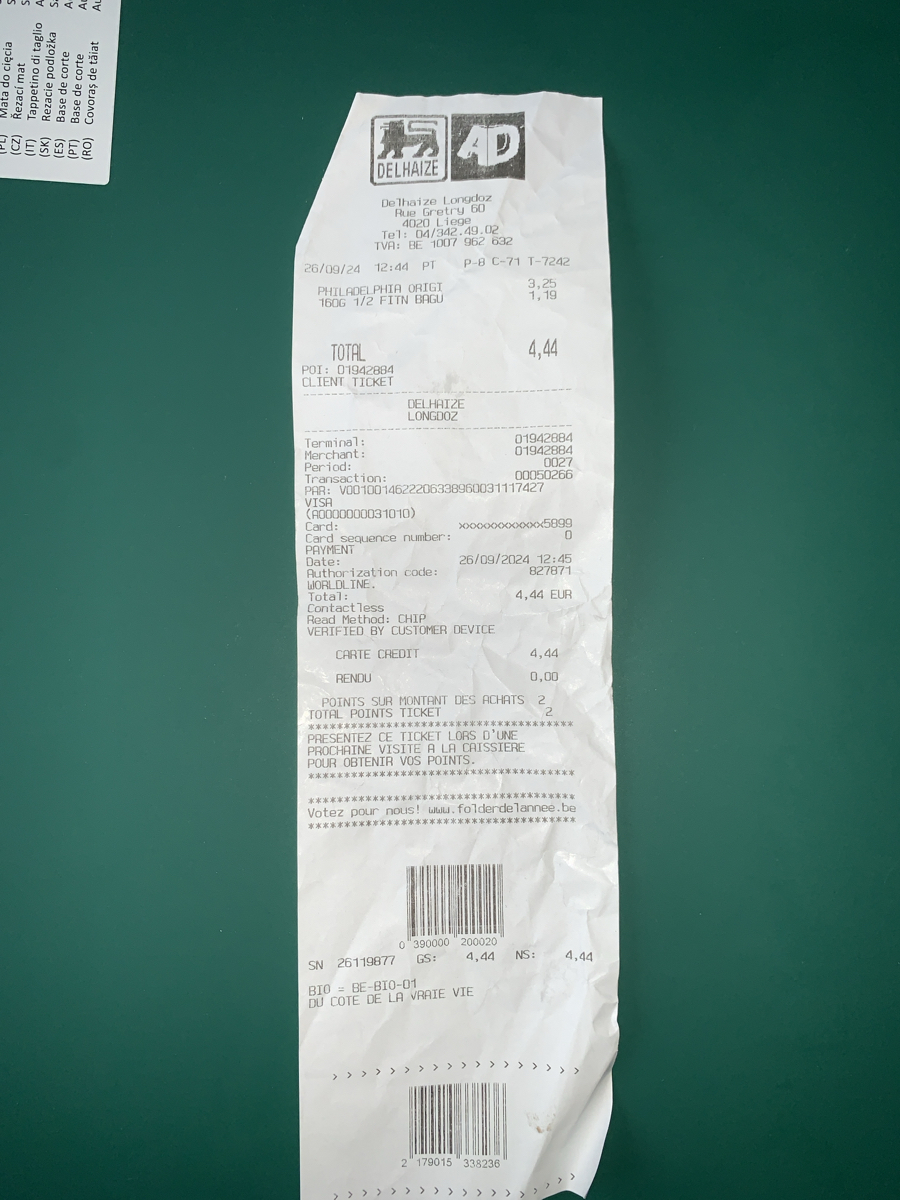 (PL) Mata do cięcia
(CZ) Řezací mat
(IT) Tappetino di taglio
(SK) Rezacie podložka
(ES) Base de corte
(PT) Base de corte
(RO) Covoraș de tăiat
DELHAIZE AD
Delhaize Longdoz
Rue Gretry 60
4020 Liege
Tel: 04/342.49.02
TVA: BE 1007 962 632
26/09/24 12:44 PT P-8 C-71 T-7242
PHILADELPHIA ORIGI 3,25
160G 1/2 FITN BAGU 1,19
TOTAL 4,44
POI: 01942884
CLIENT TICKET
DELHAIZE
LONGDOZ
Terminal: 01942884
Merchant: 01942884
Period: 0027
Transaction: 00050266
PAR: V0010014622206338960031117427
VISA
(A0000000031010)
Card: xxxxxxxxxxxx5899
Card sequence number: 0
PAYMENT
Date: 26/09/2024 12:45
Authorization code: 827871
WORLDLINE.
Total: 4,44 EUR
Contactless
Read Method: CHIP
VERIFIED BY CUSTOMER DEVICE
CARTE CREDIT 4,44
RENDU 0,00
POINTS SUR MONTANT DES ACHATS 2
TOTAL POINTS TICKET 2
****************************************
PRESENTEZ CE TICKET LORS D'UNE
PROCHAINE VISITE A LA CAISSIERE
POUR OBTENIR VOS POINTS.
****************************************
****************************************
Votez pour nous! www.folderdelannee.be
****************************************
0 390000 200020
SN 26119877 GS: 4,44 NS: 4,44
BIO = BE-BIO-01
DU COTE DE LA VRAIE VIE
> > > > > > > > > > > > > > > > >
2 179015 338236
> > > > > > > > > > > > > > > > >